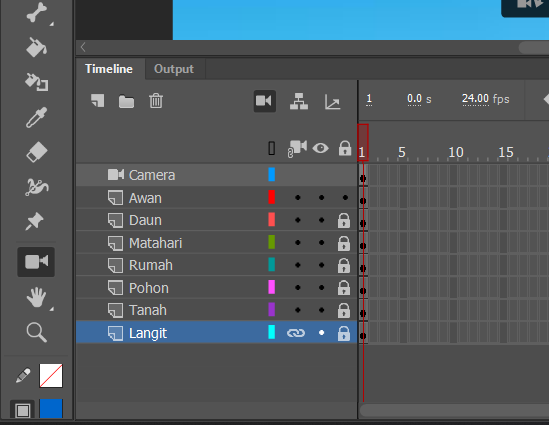 Timeline Output
1 0.0 s 24.00 fps
1 5 10 15
Camera
Awan
Daun
Matahari
Rumah
Pohon
Tanah
Langit